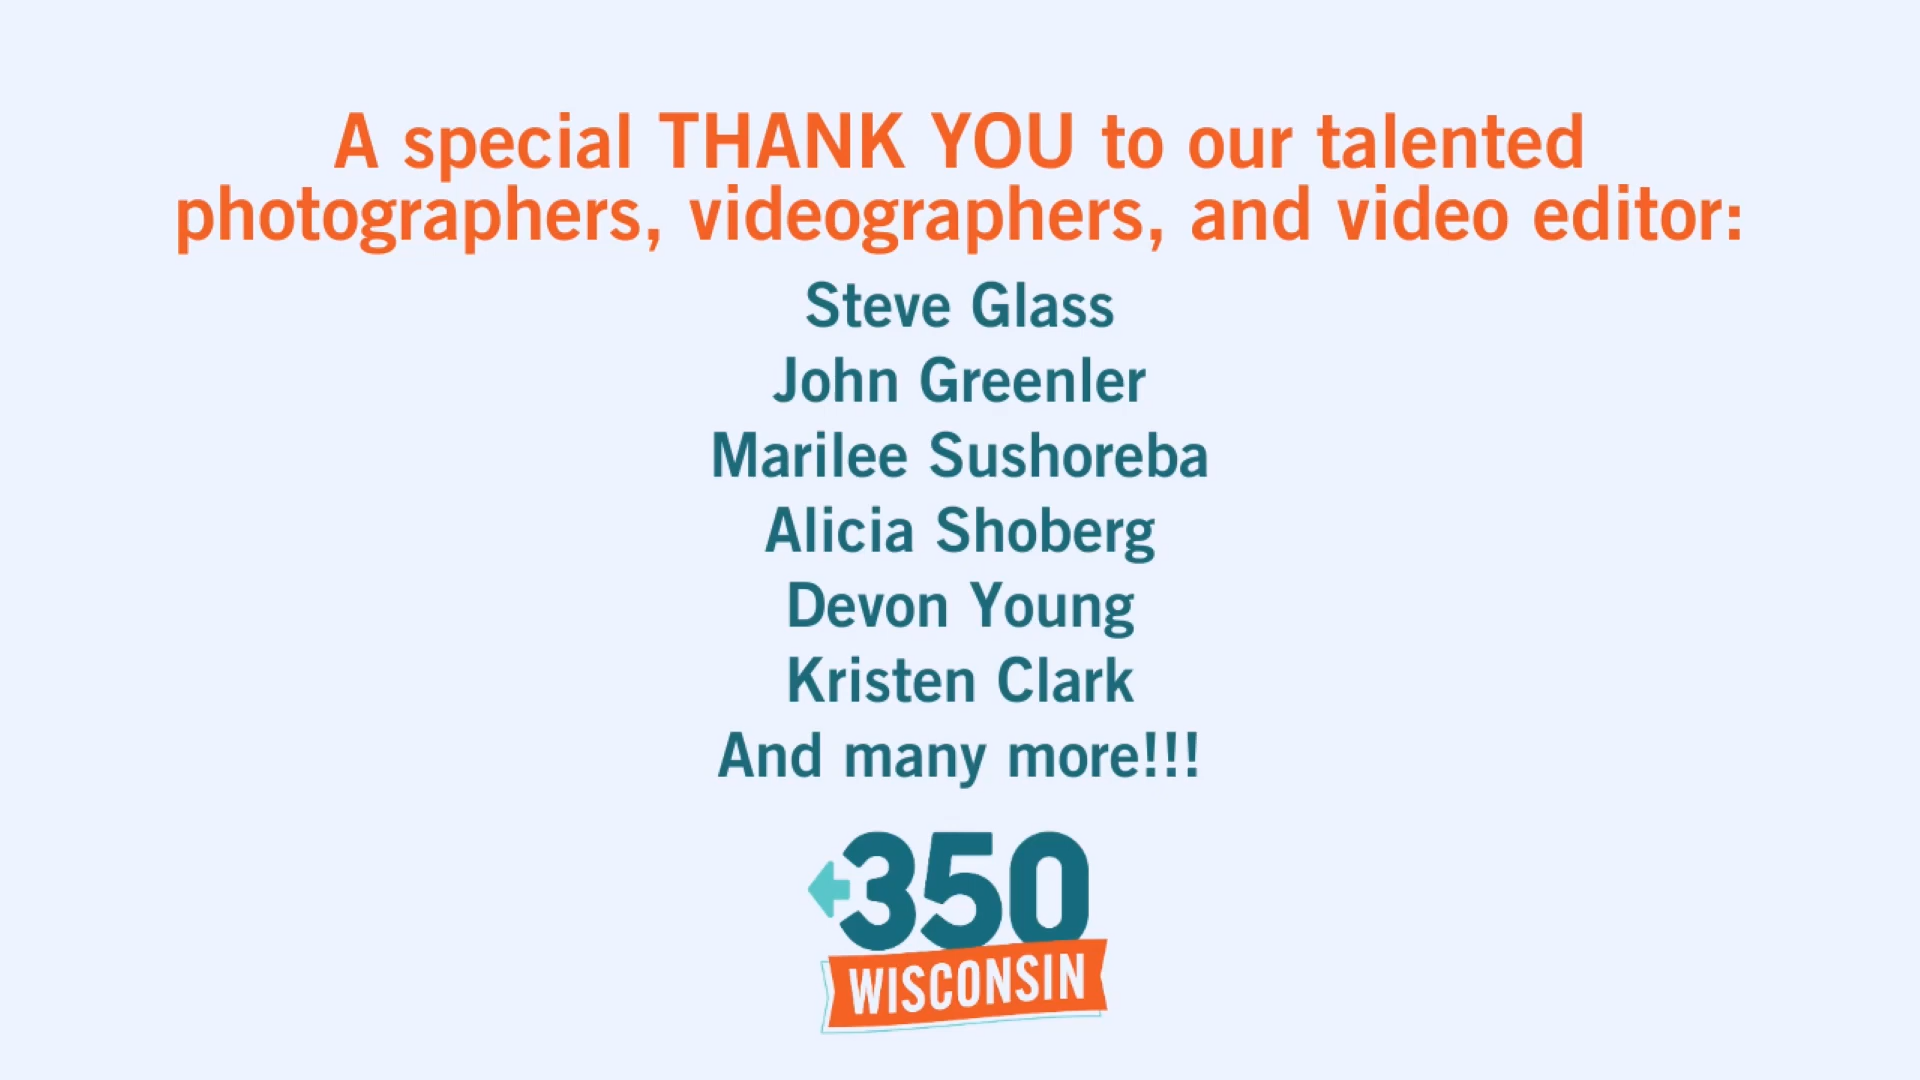 A special THANK YOU to our talented
photographers, videographers, and video editor:
Steve Glass
John Greenler
Marilee Sushoreba
Alicia Shoberg
Devon Young
Kristen Clark
And many more!!!
350
WISCONSIN